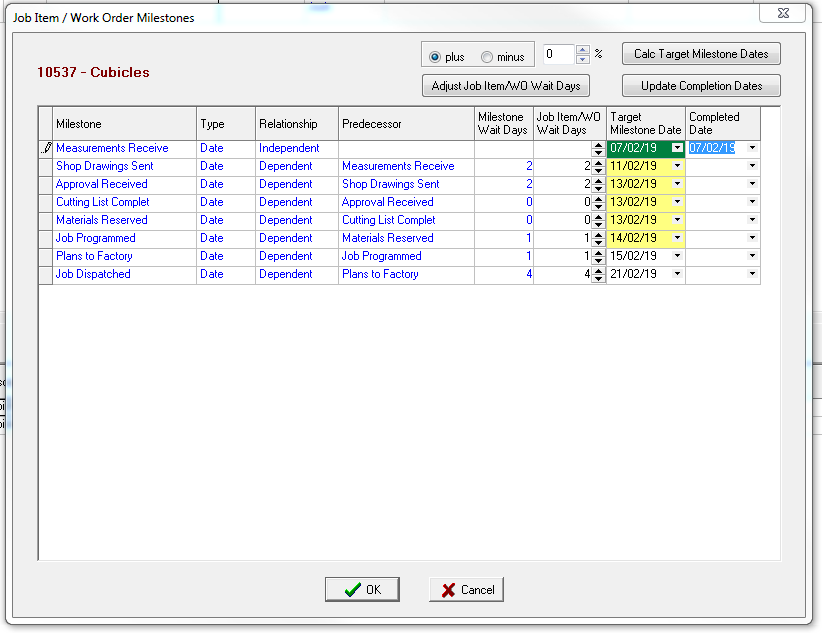 Job Item / Work Order Milestones
plus minus 0 % Calc Target Milestone Dates
10537 - Cubicles
Adjust Job Item/WO Wait Days Update Completion Dates
Milestone Type Relationship Predecessor Milestone Wait Days Job Item/WO Wait Days Target Milestone Date Completed Date
Measurements Receive Date Independent 07/02/19 07/02/19
Shop Drawings Sent Date Dependent Measurements Receive 2 2 11/02/19
Approval Received Date Dependent Shop Drawings Sent 2 2 13/02/19
Cutting List Complet Date Dependent Approval Received 0 0 13/02/19
Materials Reserved Date Dependent Cutting List Complet 0 0 13/02/19
Job Programmed Date Dependent Materials Reserved 1 1 14/02/19
Plans to Factory Date Dependent Job Programmed 1 1 15/02/19
Job Dispatched Date Dependent Plans to Factory 4 4 21/02/19
OK Cancel